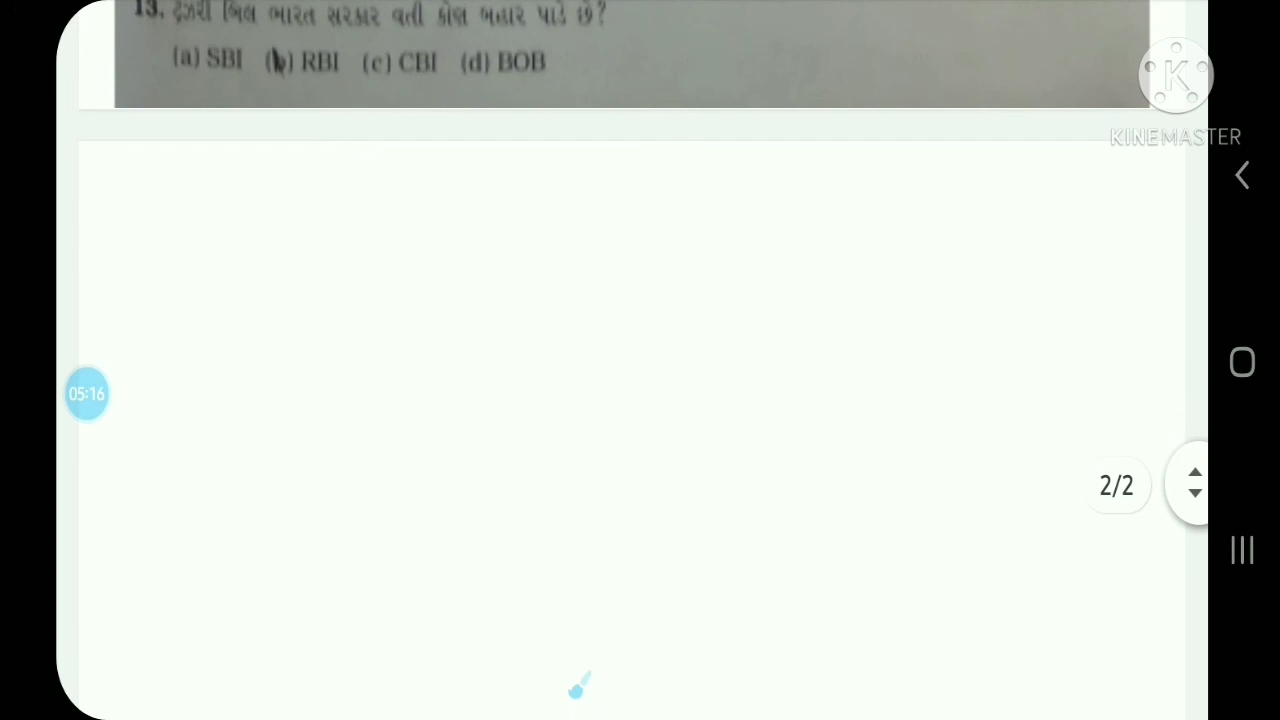 13. ટ્રેઝરી બિલ ભારત સરકાર વતી કોણ બહાર પાડે છે?
(a) SBI (b) RBI (c) CBI (d) BOB
K
KINEMASTER
05:16
2/2